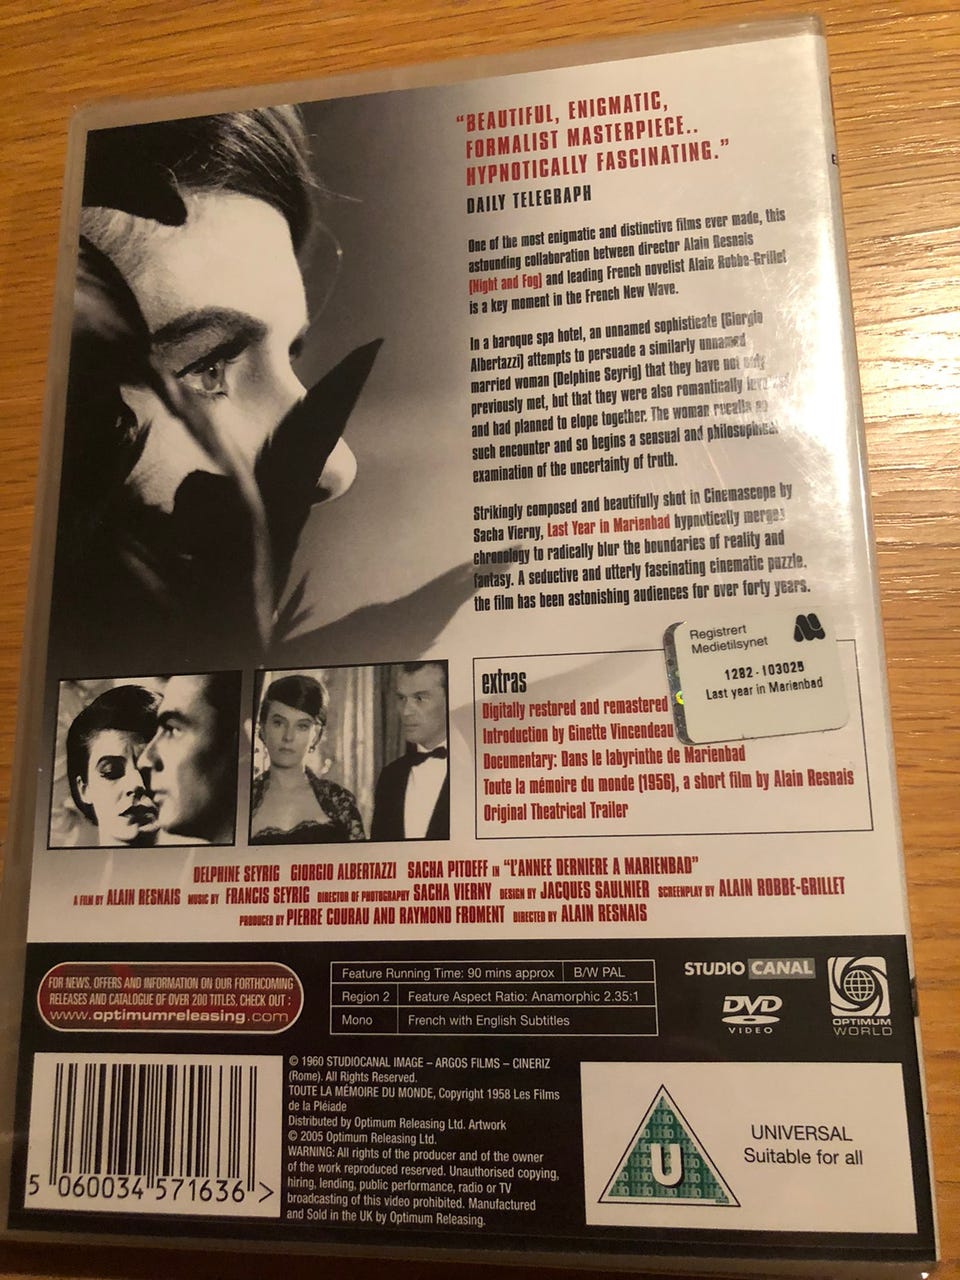 “BEAUTIFUL, ENIGMATIC,
FORMALIST MASTERPIECE..
HYPNOTICALLY FASCINATING.”
DAILY TELEGRAPH
One of the most enigmatic and distinctive films ever made, this
astounding collaboration between director Alain Resnais
(Night and Fog) and leading French novelist Alain Robbe-Grillet
is a key moment in the French New Wave.
In a baroque spa hotel, an unnamed sophisticate (Giorgio
Albertazzi) attempts to persuade a similarly unnamed
married woman (Delphine Seyrig) that they have not only
previously met, but that they were also romantically involved
and had planned to elope together. The woman recalls no
such encounter and so begins a sensual and philosophical
examination of the uncertainty of truth.
Strikingly composed and beautifully shot in Cinemascope by
Sacha Vierny, Last Year in Marienbad hypnotically merges
chronology to radically blur the boundaries of reality and
fantasy. A seductive and utterly fascinating cinematic puzzle,
the film has been astonishing audiences for over forty years.
Registrert
Medietilsynet
1282-103025
Last year in Marienbad
extras
Digitally restored and remastered
Introduction by Ginette Vincendeau
Documentary: Dans le labyrinthe de Marienbad
Toute la mémoire du monde (1956), a short film by Alain Resnais
Original Theatrical Trailer
DELPHINE SEYRIG GIORGIO ALBERTAZZI SACHA PITOEFF IN “L'ANNEE DERNIERE A MARIENBAD”
A FILM BY ALAIN RESNAIS MUSIC BY FRANCIS SEYRIG DIRECTOR OF PHOTOGRAPHY SACHA VIERNY DESIGN BY JACQUES SAULNIER SCREENPLAY BY ALAIN ROBBE-GRILLET
PRODUCED BY PIERRE COURAU AND RAYMOND FROMENT DIRECTED BY ALAIN RESNAIS
FOR NEWS, OFFERS AND INFORMATION ON OUR FORTHCOMING
RELEASES AND CATALOGUE OF OVER 200 TITLES, CHECK OUT :
www.optimumreleasing.com
Feature Running Time: 90 mins approx B/W PAL
Region 2 Feature Aspect Ratio: Anamorphic 2.35:1
Mono French with English Subtitles
STUDIO CANAL
DVD
VIDEO
OPTIMUM
WORLD
5 060034 571636 >
© 1960 STUDIOCANAL IMAGE – ARGOS FILMS – CINERIZ
(Rome). All Rights Reserved.
TOUTE LA MÉMOIRE DU MONDE, Copyright 1958 Les Films
de la Pléiade
Distributed by Optimum Releasing Ltd. Artwork
© 2005 Optimum Releasing Ltd.
WARNING: All rights of the producer and of the owner
of the work reproduced reserved. Unauthorised copying,
hiring, lending, public performance, radio or TV
broadcasting of this video prohibited. Manufactured
and Sold in the UK by Optimum Releasing.
U
UNIVERSAL
Suitable for all